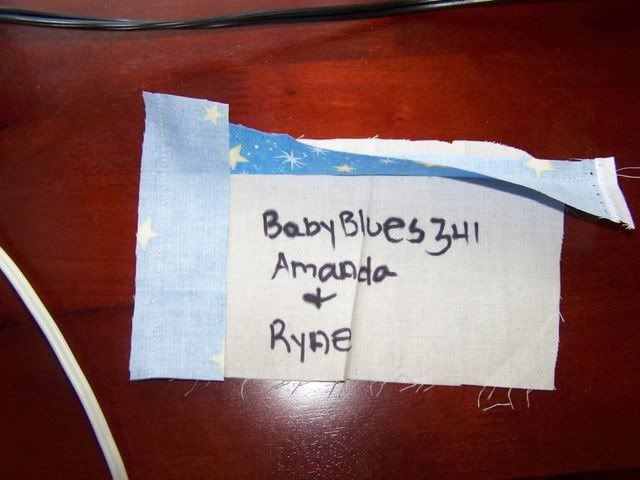 BabyBlues341
Amanda
+
Ryne